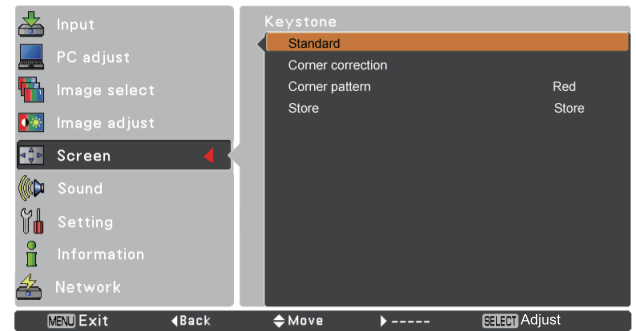 Input
PC adjust
Image select
Image adjust
Screen
Sound
Setting
Information
Network
Keystone
Standard
Corner correction
Corner pattern Red
Store Store
MENU Exit ◀Back Move ▶----- SELECT Adjust